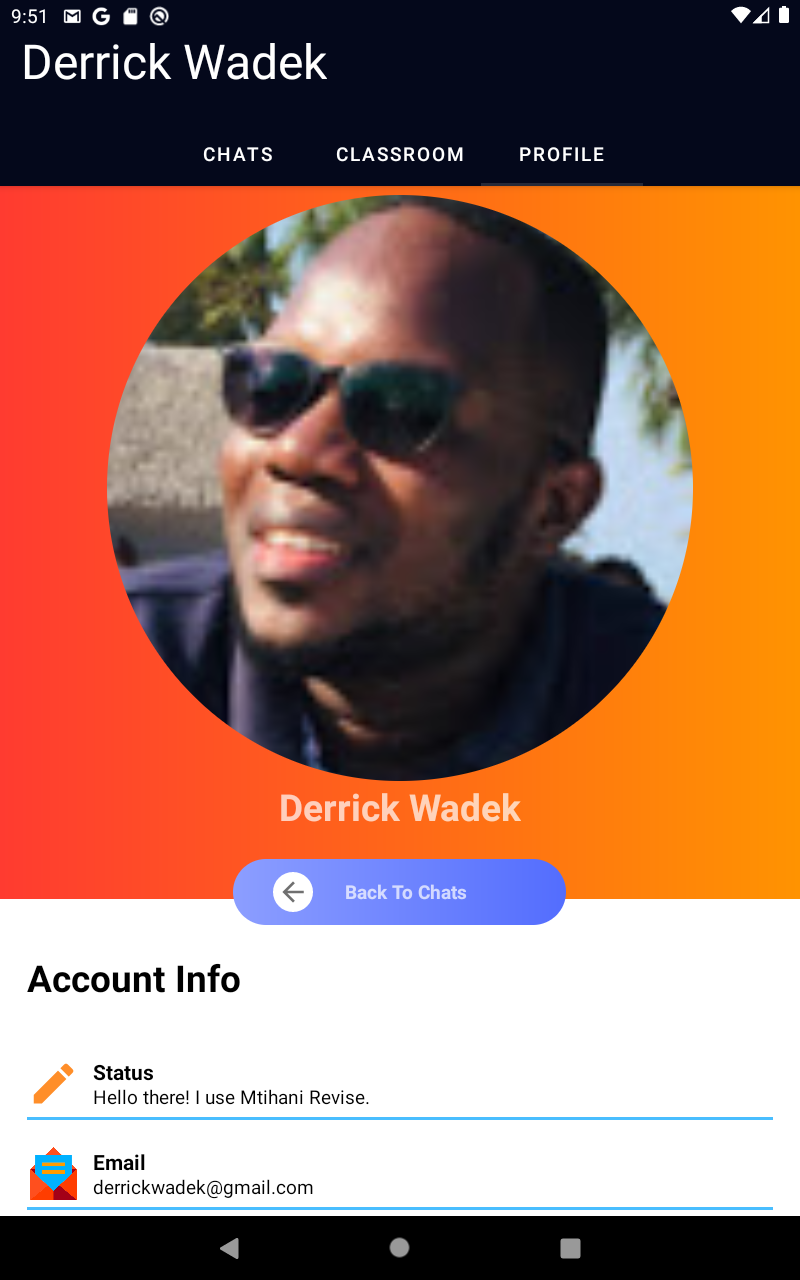 9:51
Derrick Wadek
CHATS CLASSROOM PROFILE
Derrick Wadek
Back To Chats
Account Info
Status
Hello there! I use Mtihani Revise.
Email
derrickwadek@gmail.com